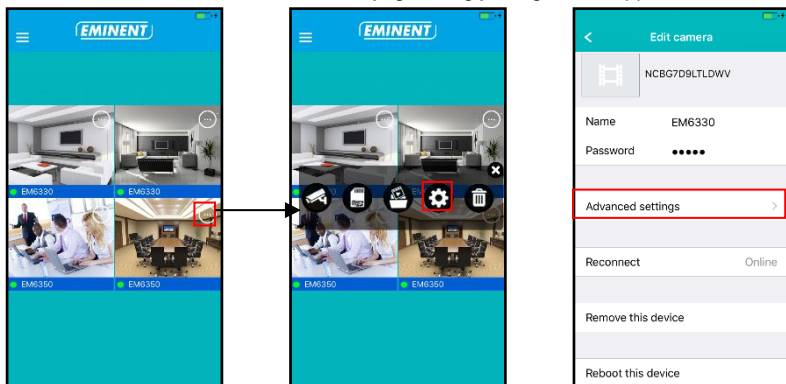 EMINENT
EM6330
EM6330
EM6350
EM6350
EMINENT
EM6350
EM6350
Edit camera
NCBG7D9LTLDWV
Name EM6330
Password •••••
Advanced settings
Reconnect Online
Remove this device
Reboot this device